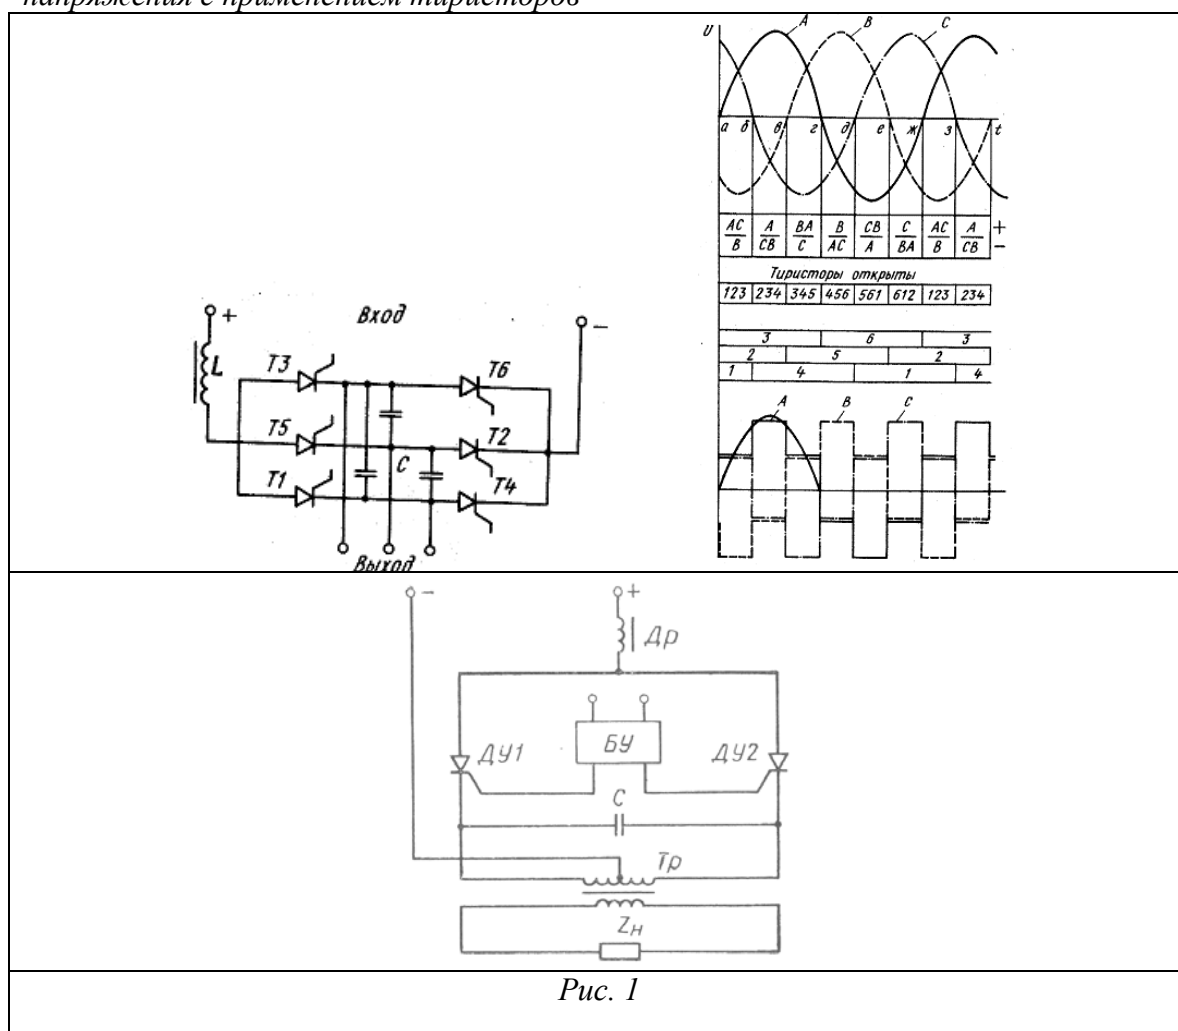 напряжения с применением тиристоров
U A B C
а б в г д е ж з t
AC A BA B CB C AC A +
B CB C AC A BA B CB −
Тиристоры открыты
123 234 345 456 561 612 123 234
3 6 3
2 5 2
1 4 1 4
A B C
+ Вход −
L T3 T6
T5 T2
C
T1 T4
Выход
− +
Др
ДУ1 БУ ДУ2
C
Тр
Zн
Рис. 1